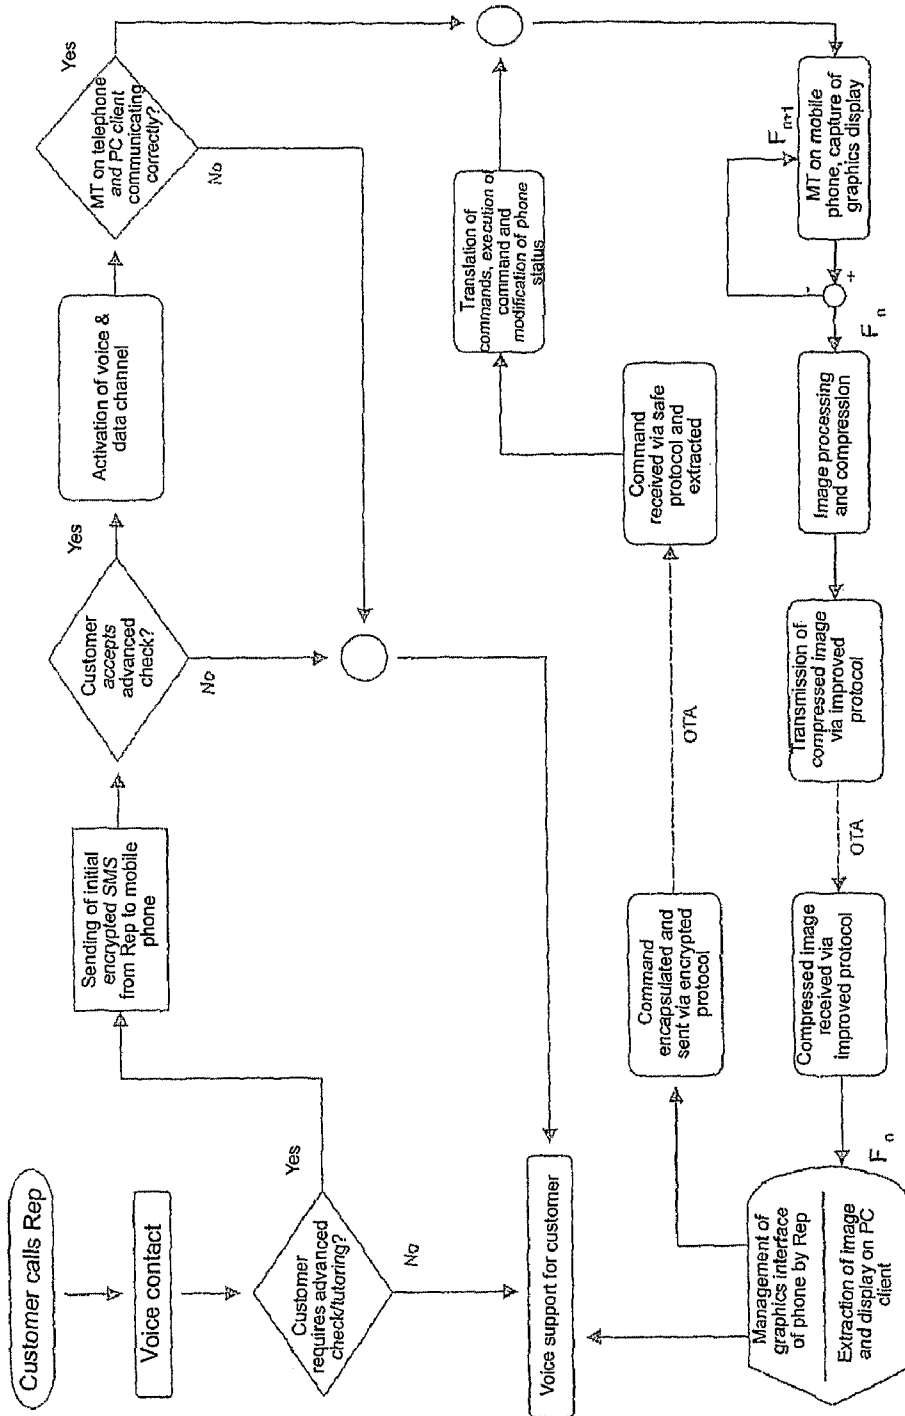 Customer calls Rep
Voice contact
Customer
requires advanced
check/tutoring?
Yes
No
Sending of initial
encrypted SMS
from Rep to mobile
phone
Customer
accepts
advanced
check?
Yes
No
Activation of voice &
data channel
MT on telephone
and PC client
communicating
correctly?
Yes
No
Voice support for customer
Management of
graphics interface
of phone by Rep
Extraction of image
and display on PC
client
Command
encapsulated and
sent via encrypted
protocol
OTA
Command
received via safe
protocol and
extracted
Translation of
commands, execution of
command and
modification of phone
status
MT on mobile
phone, capture of
graphics display
F n+1
+
-
F n
Image processing
and compression
Transmission of
compressed image
via improved
protocol
OTA
Compressed image
received via
improved protocol
F n